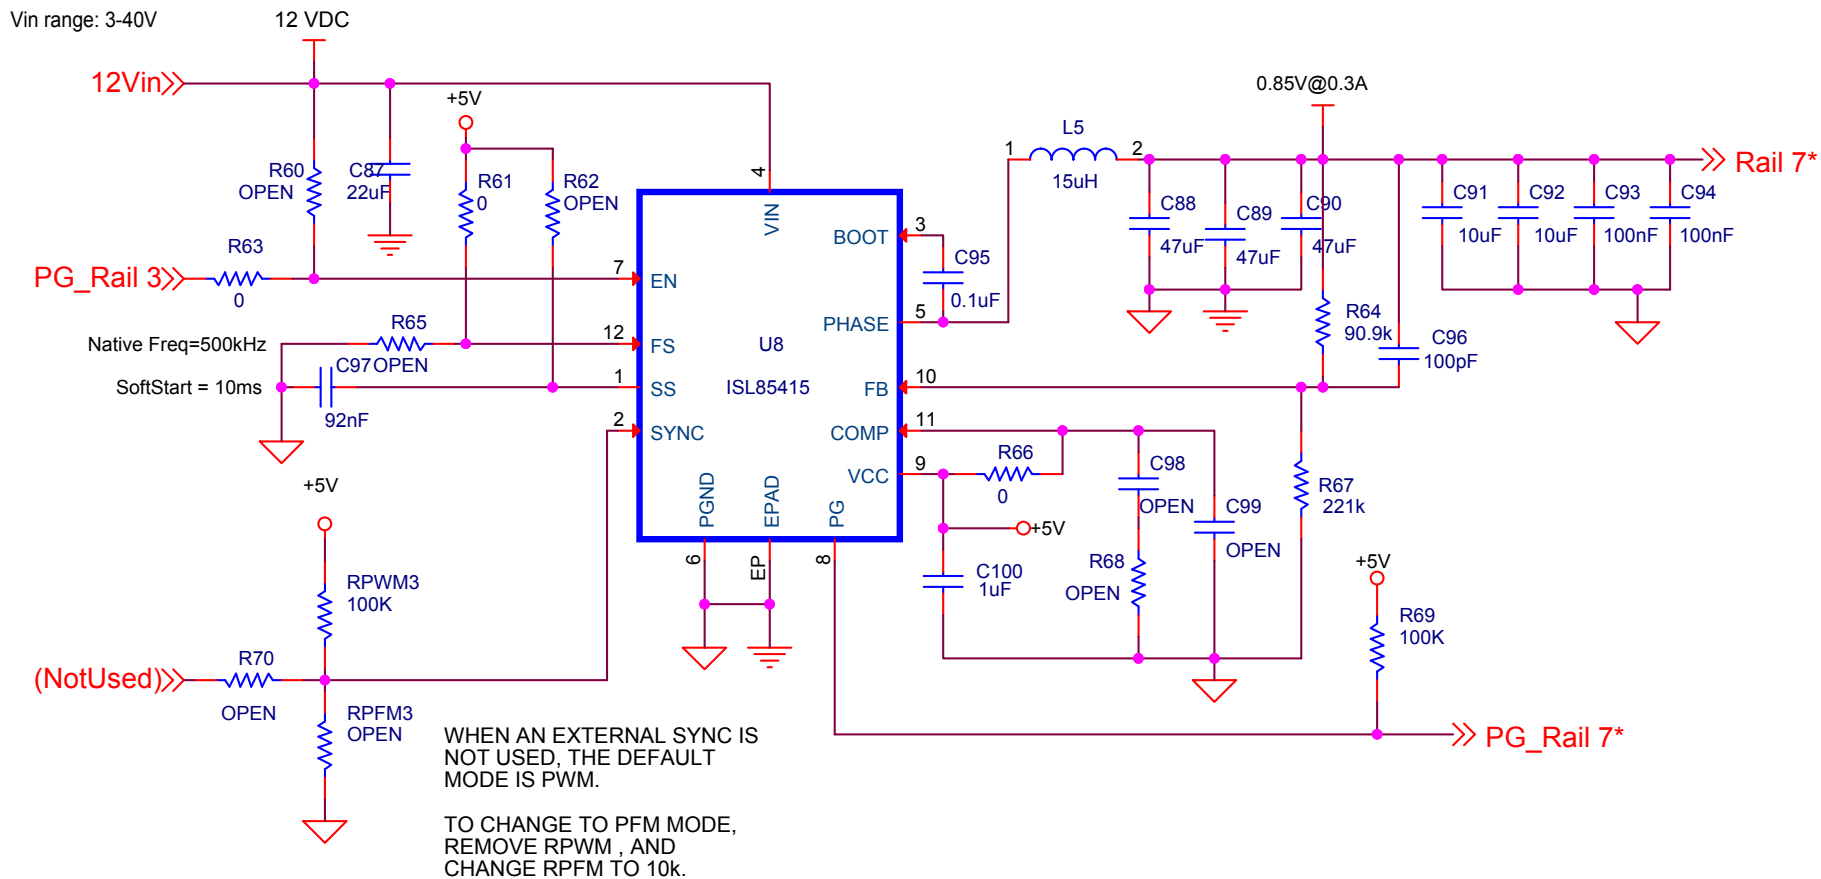 Vin range: 3-40V
12 VDC
12Vin
+5V
0.85V@0.3A
L5
1
2
15uH
Rail 7*
R60
OPEN
C87
22uF
R61
0
R62
OPEN
4
VIN
BOOT
3
C95
0.1uF
PHASE
5
C88
47uF
C89
47uF
C90
47uF
C91
10uF
C92
10uF
C93
100nF
C94
100nF
R63
0
PG_Rail 3
7
EN
R64
90.9k
C96
100pF
Native Freq=500kHz
R65
OPEN
12
FS
U8
ISL85415
SoftStart = 10ms
C97
92nF
1
SS
FB
10
2
SYNC
COMP
11
VCC
9
R66
0
C98
OPEN
C99
OPEN
R67
221k
PGND
EPAD
PG
6
EP
8
+5V
C100
1uF
R68
OPEN
+5V
R69
100K
+5V
RPWM3
100K
(NotUsed)
R70
OPEN
RPFM3
OPEN
PG_Rail 7*
WHEN AN EXTERNAL SYNC IS
NOT USED, THE DEFAULT
MODE IS PWM.
TO CHANGE TO PFM MODE,
REMOVE RPWM , AND
CHANGE RPFM TO 10k.